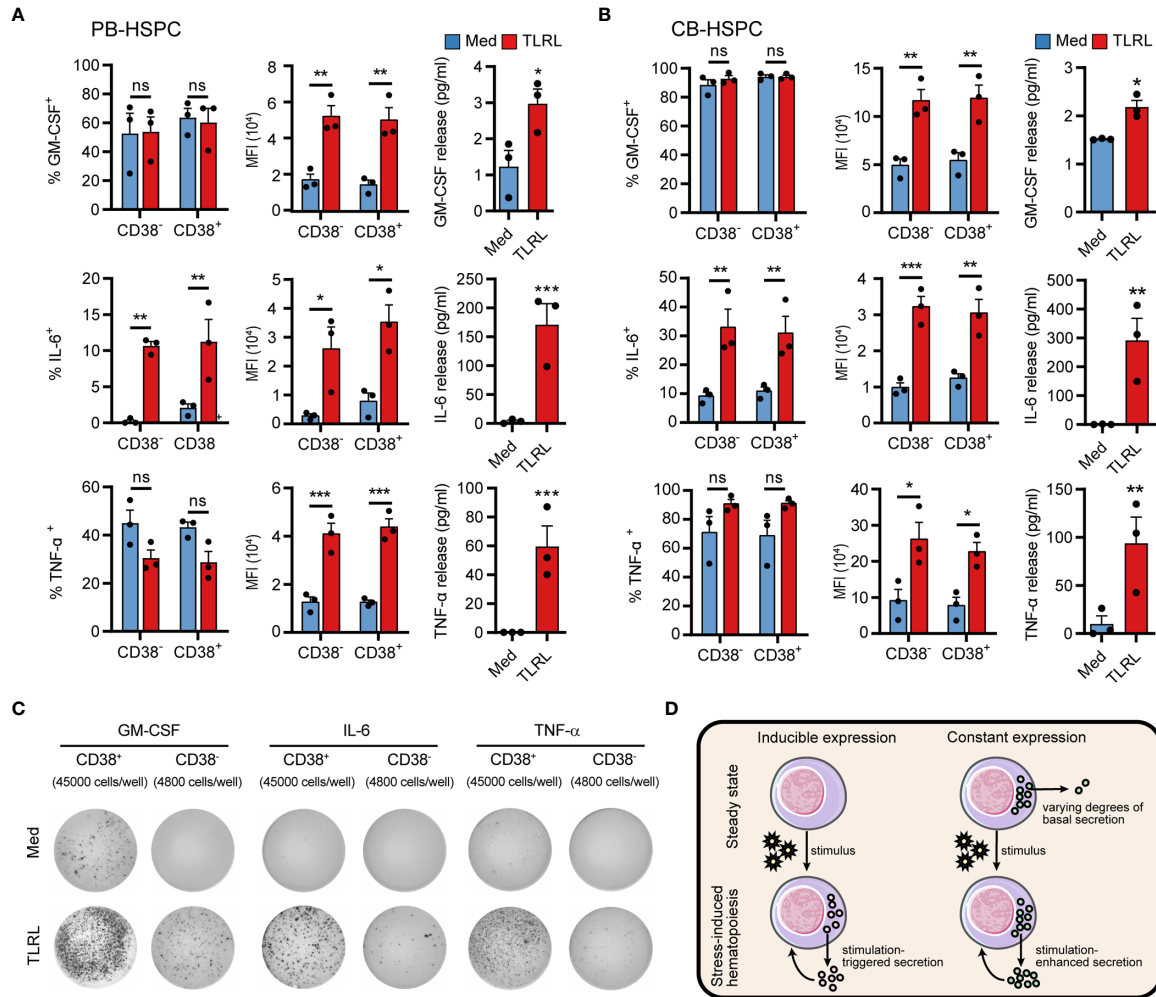 A
PB-HSPC
Med TLRL
% GM-CSF⁺
100
80
60
40
20
0
ns
ns
CD38⁻
CD38⁺
MFI (10⁴)
8
6
4
2
0
**
**
CD38⁻
CD38⁺
GM-CSF release (pg/ml)
4
3
2
1
0
*
Med
TLRL
% IL-6⁺
20
15
10
5
0
**
**
CD38⁻
CD38
+
MFI (10⁴)
5
4
3
2
1
0
*
*
CD38⁻
CD38⁺
IL-6 release (pg/ml)
250
200
150
100
50
0
***
Med
TLRL
% TNF-α ⁺
60
40
20
0
ns
ns
CD38⁻
CD38⁺
MFI (10⁴)
6
4
2
0
***
***
CD38⁻
CD38⁺
TNF-α release (pg/ml)
100
80
60
40
20
0
***
Med
TLRL
B
CB-HSPC
Med TLRL
% GM-CSF⁺
100
80
60
40
20
0
ns
ns
CD38⁻
CD38⁺
MFI (10⁴)
15
10
5
0
**
**
CD38⁻
CD38⁺
GM-CSF release (pg/ml)
3
2
1
0
*
Med
TLRL
% IL-6⁺
50
40
30
20
10
0
**
**
CD38⁻
CD38⁺
MFI (10⁴)
4
3
2
1
0
***
**
CD38⁻
CD38⁺
IL-6 release (pg/ml)
500
400
300
200
100
0
**
Med
TLRL
% TNF-α⁺
100
80
60
40
20
0
ns
ns
CD38⁻
CD38⁺
MFI (10⁴)
40
30
20
10
0
*
*
CD38⁻
CD38⁺
TNF-α release (pg/ml)
150
100
50
0
**
Med
TLRL
C
GM-CSF IL-6 TNF-α
CD38⁺ CD38⁻ CD38⁺ CD38⁻ CD38⁺ CD38⁻
(45000 cells/well) (4800 cells/well) (45000 cells/well) (4800 cells/well) (45000 cells/well) (4800 cells/well)
Med
TLRL
D
Inducible expression Constant expression
Steady state
varying degrees of
basal secretion
stimulus
stimulus
Stress-induced
hematopoiesis
stimulation-
triggered secretion
stimulation-
enhanced secretion